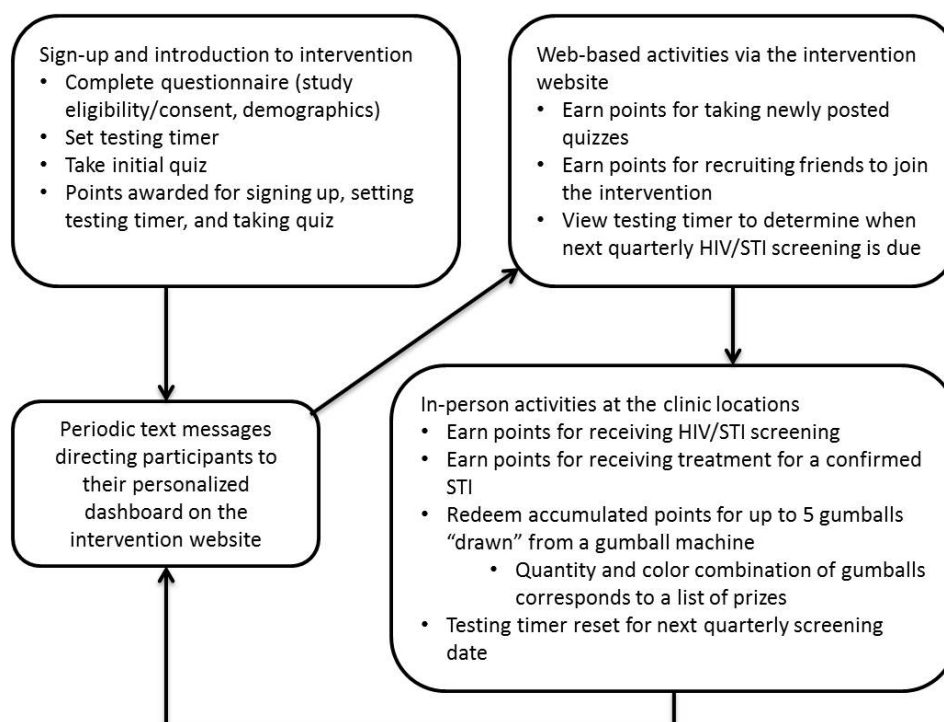 Sign-up and introduction to intervention
• Complete questionnaire (study
eligibility/consent, demographics)
• Set testing timer
• Take initial quiz
• Points awarded for signing up, setting
testing timer, and taking quiz
Web-based activities via the intervention
website
• Earn points for taking newly posted
quizzes
• Earn points for recruiting friends to join
the intervention
• View testing timer to determine when
next quarterly HIV/STI screening is due
Periodic text messages
directing participants to
their personalized
dashboard on the
intervention website
In-person activities at the clinic locations
• Earn points for receiving HIV/STI screening
• Earn points for receiving treatment for a confirmed
STI
• Redeem accumulated points for up to 5 gumballs
“drawn” from a gumball machine
• Quantity and color combination of gumballs
corresponds to a list of prizes
• Testing timer reset for next quarterly screening
date